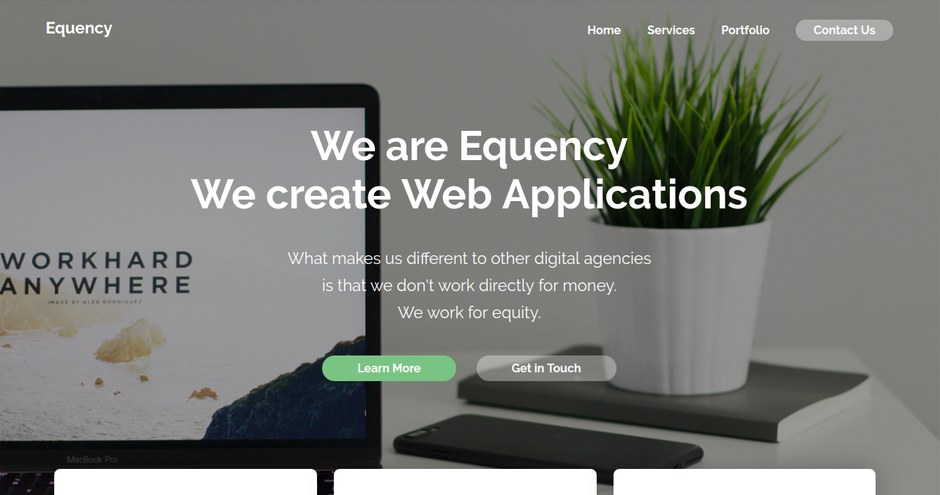 Equency
Home Services Portfolio Contact Us
We are Equency
We create Web Applications
What makes us different to other digital agencies
is that we don't work directly for money.
We work for equity.
Learn More Get in Touch
WORKHARD
ANYWHERE
IMAGE BY ALEX RODRIGUEZ
MacBook Pro